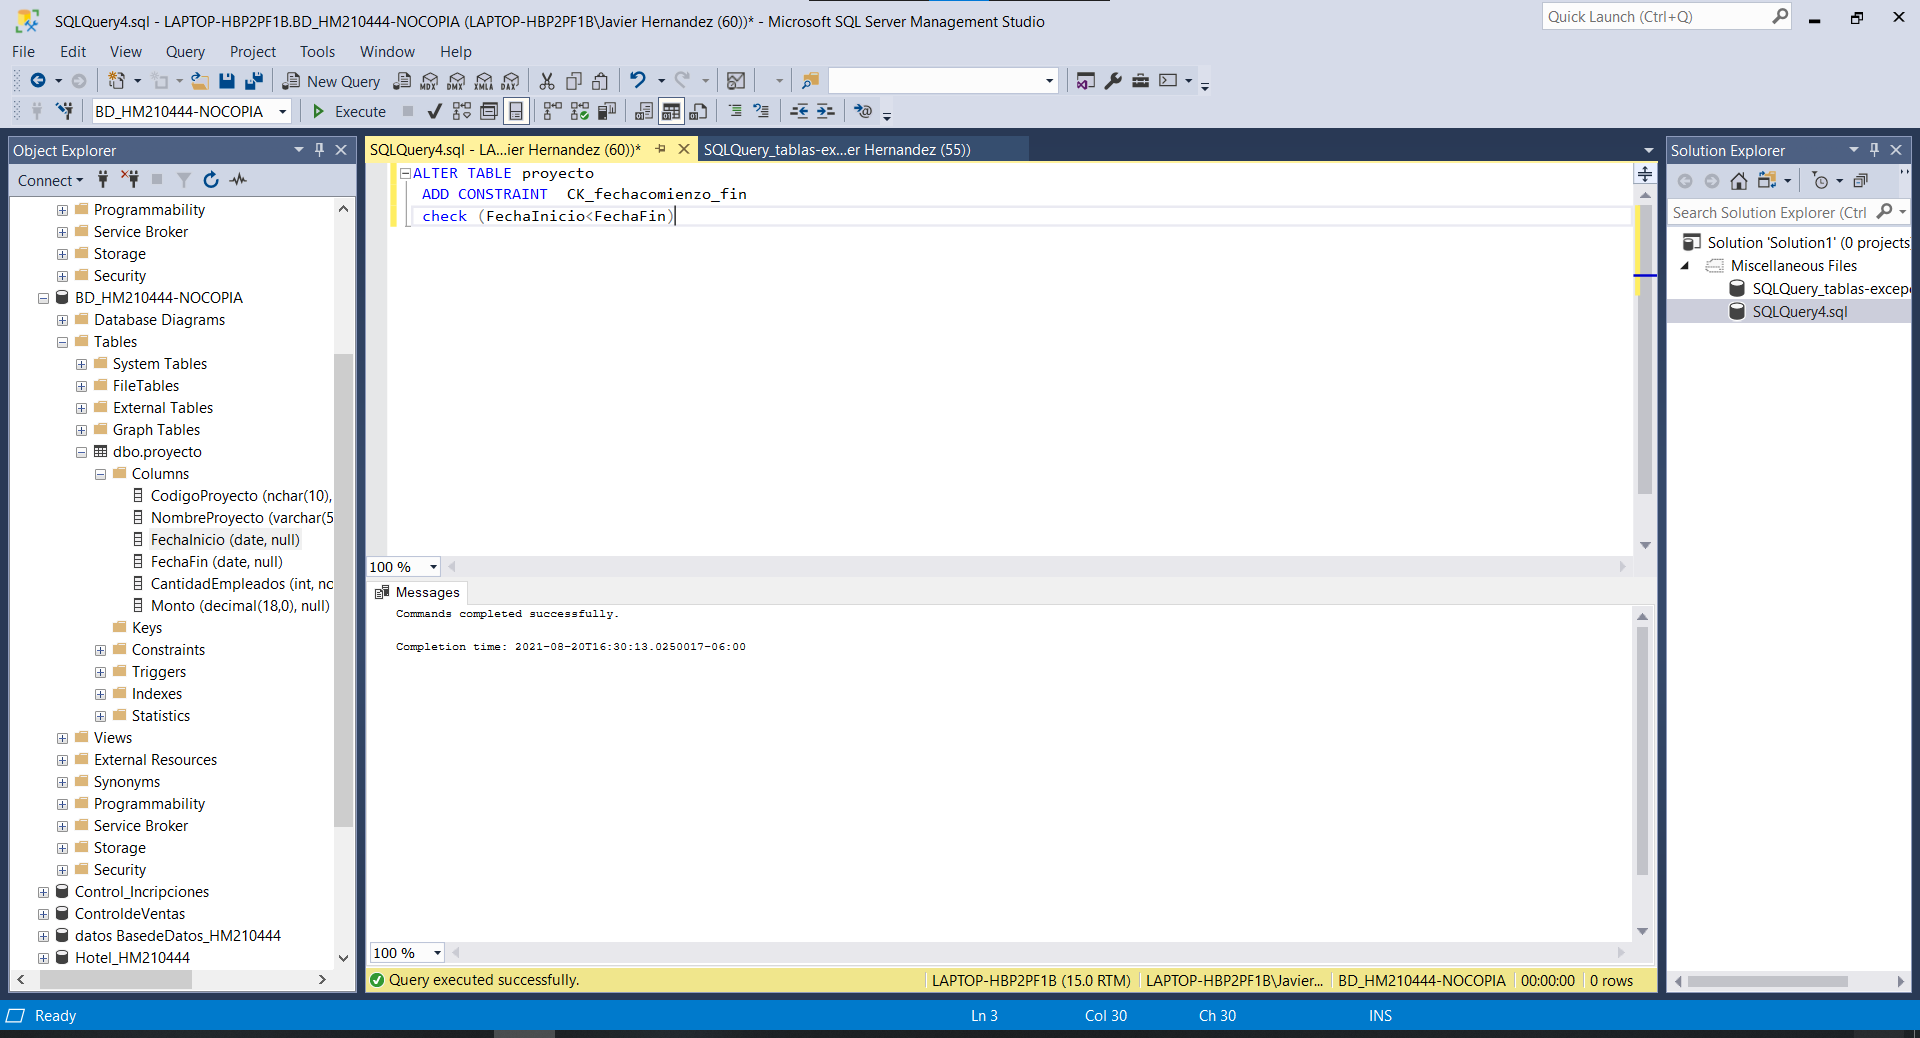 SQLQuery4.sql - LAPTOP-HBP2PF1B.BD_HM210444-NOCOPIA (LAPTOP-HBP2PF1B\Javier Hernandez (60))* - Microsoft SQL Server Management Studio
Quick Launch (Ctrl+Q)
File Edit View Query Project Tools Window Help
New Query
MDX DMX XMLA DAX
BD_HM210444-NOCOPIA
Execute
Object Explorer
Connect
Programmability
Service Broker
Storage
Security
BD_HM210444-NOCOPIA
Database Diagrams
Tables
System Tables
FileTables
External Tables
Graph Tables
dbo.proyecto
Columns
CodigoProyecto (nchar(10),
NombreProyecto (varchar(5
FechaInicio (date, null)
FechaFin (date, null)
CantidadEmpleados (int, no
Monto (decimal(18,0), null)
Keys
Constraints
Triggers
Indexes
Statistics
Views
External Resources
Synonyms
Programmability
Service Broker
Storage
Security
Control_Incripciones
ControldeVentas
datos BasedeDatos_HM210444
Hotel_HM210444
SQLQuery4.sql - LA...ier Hernandez (60))*
SQLQuery_tablas-ex...er Hernandez (55))
ALTER TABLE proyecto
ADD CONSTRAINT  CK_fechacomienzo_fin
check (FechaInicio<FechaFin)
100 %
Messages
Commands completed successfully.
Completion time: 2021-08-20T16:30:13.0250017-06:00
100 %
Query executed successfully.
LAPTOP-HBP2PF1B (15.0 RTM)
LAPTOP-HBP2PF1B\Javier...
BD_HM210444-NOCOPIA
00:00:00
0 rows
Solution Explorer
Search Solution Explorer (Ctrl
Solution 'Solution1' (0 projects
Miscellaneous Files
SQLQuery_tablas-excep
SQLQuery4.sql
Ready
Ln 3
Col 30
Ch 30
INS